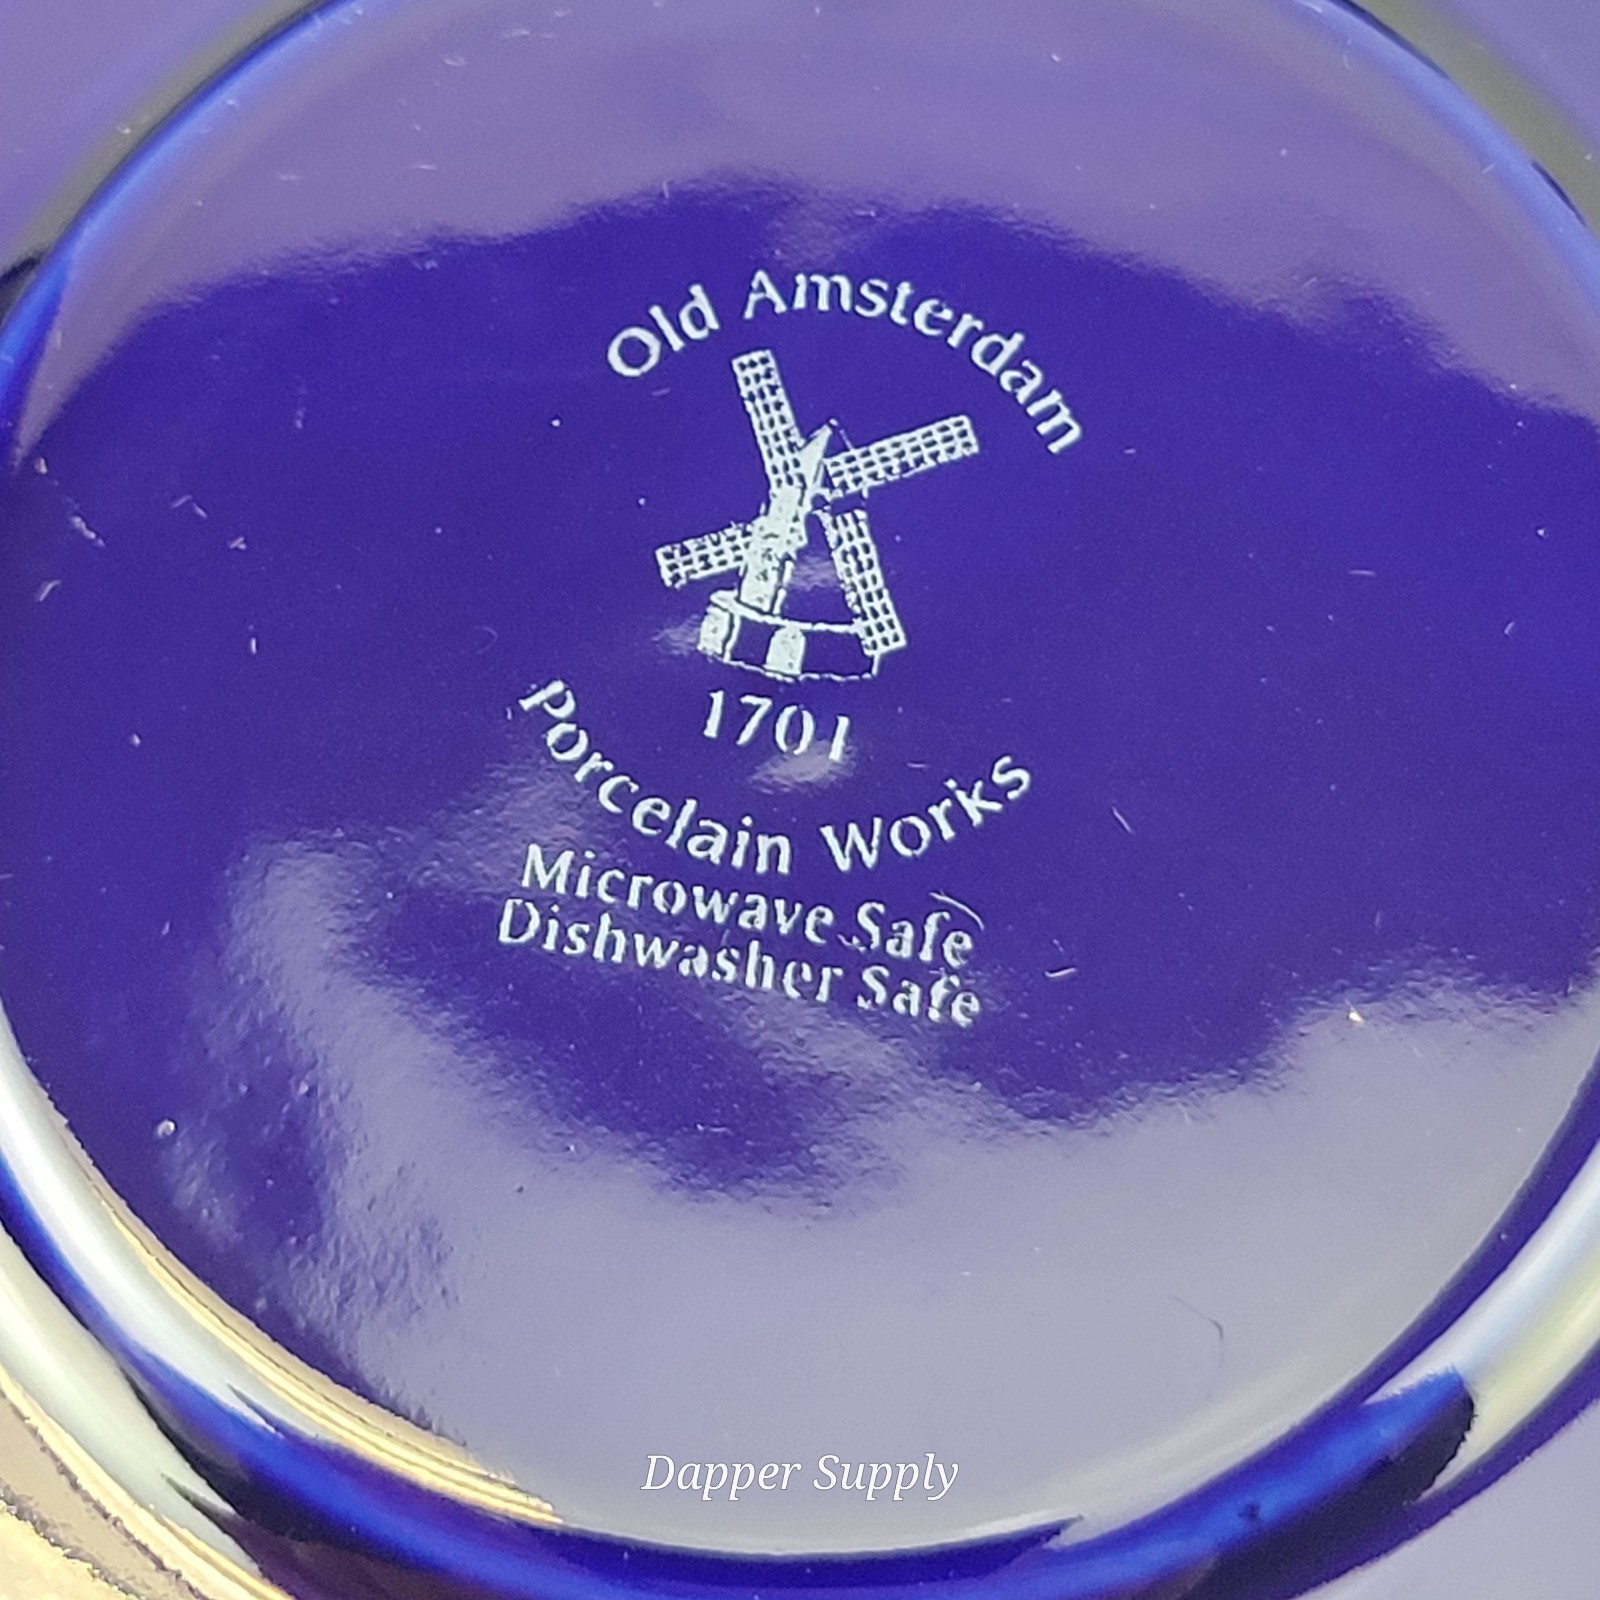 Old Amsterdam
1701
Porcelain Works
Microwave Safe
Dishwasher Safe
Dapper Supply